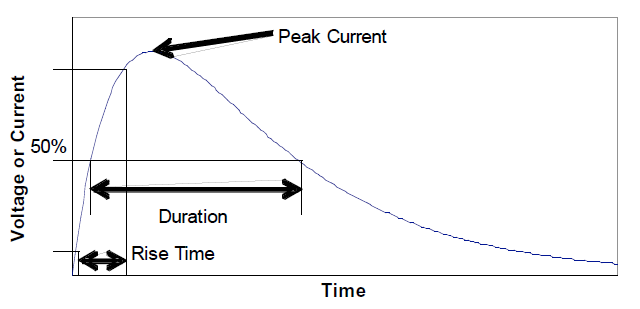 Peak Current
Voltage or Current
50%
Duration
Rise Time
Time